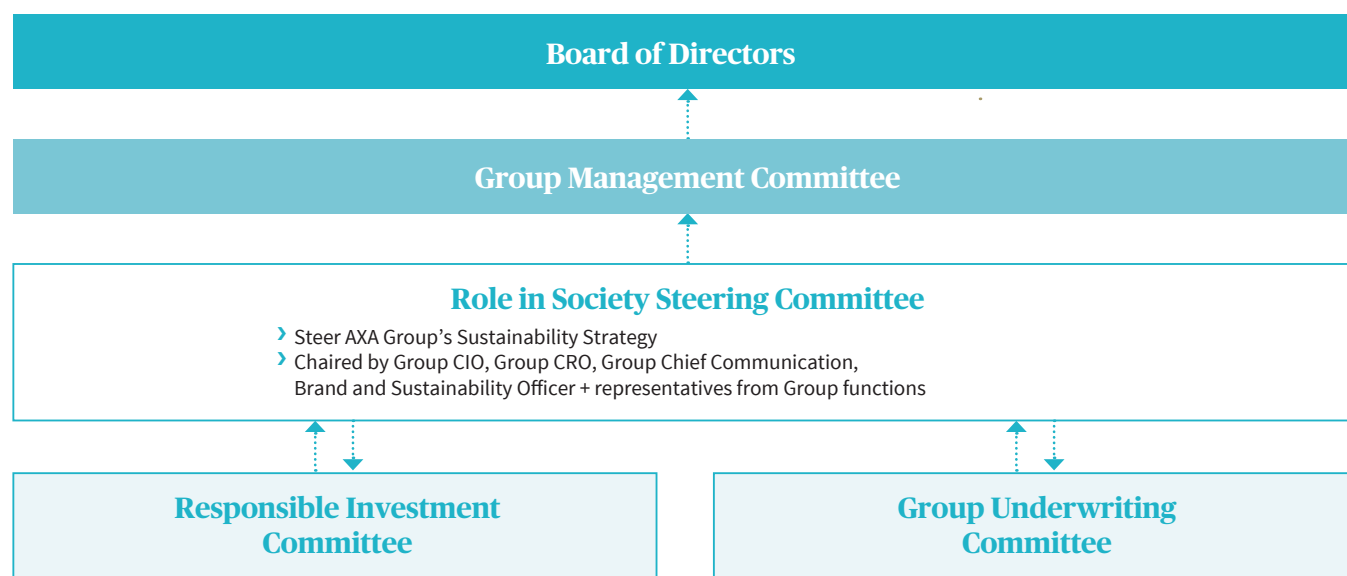 Board of Directors
Group Management Committee
Role in Society Steering Committee
› Steer AXA Group’s Sustainability Strategy
› Chaired by Group CIO, Group CRO, Group Chief Communication,
Brand and Sustainability Officer + representatives from Group functions
Responsible Investment
Committee
Group Underwriting
Committee